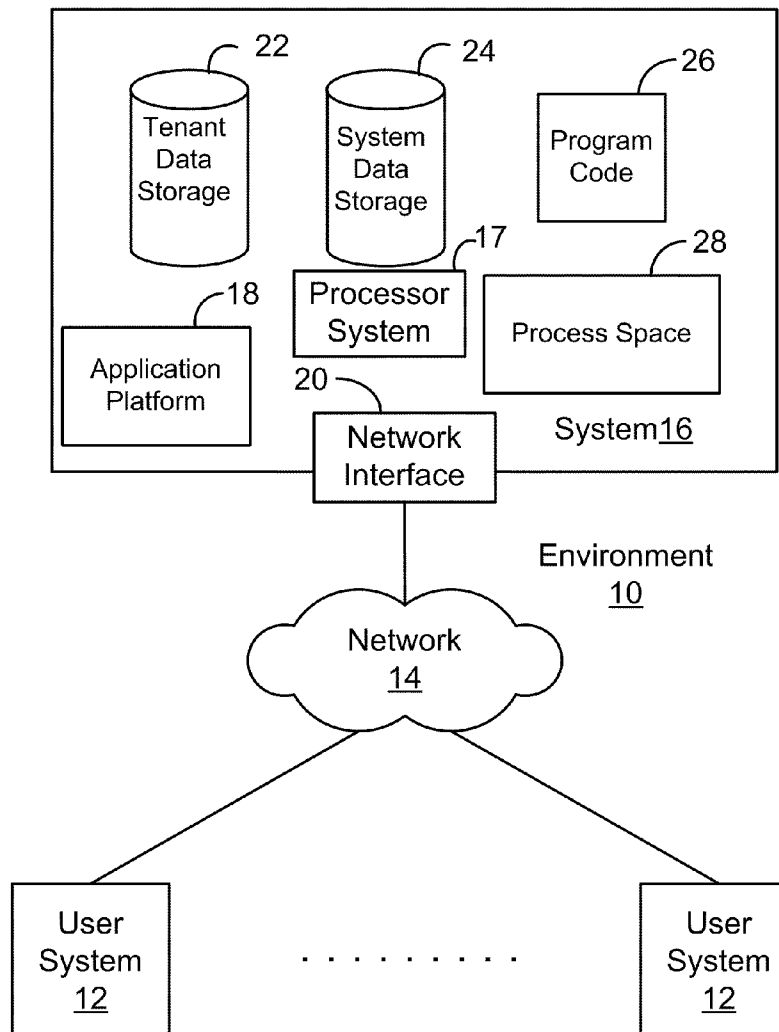 22
24
26
Tenant
Data
Storage
System
Data
Storage
Program
Code
17
28
18
Processor
System
Process Space
Application
Platform
20
System16
Network
Interface
Environment
10
Network
14
User
System
12
. . . . . . . . .
User
System
12